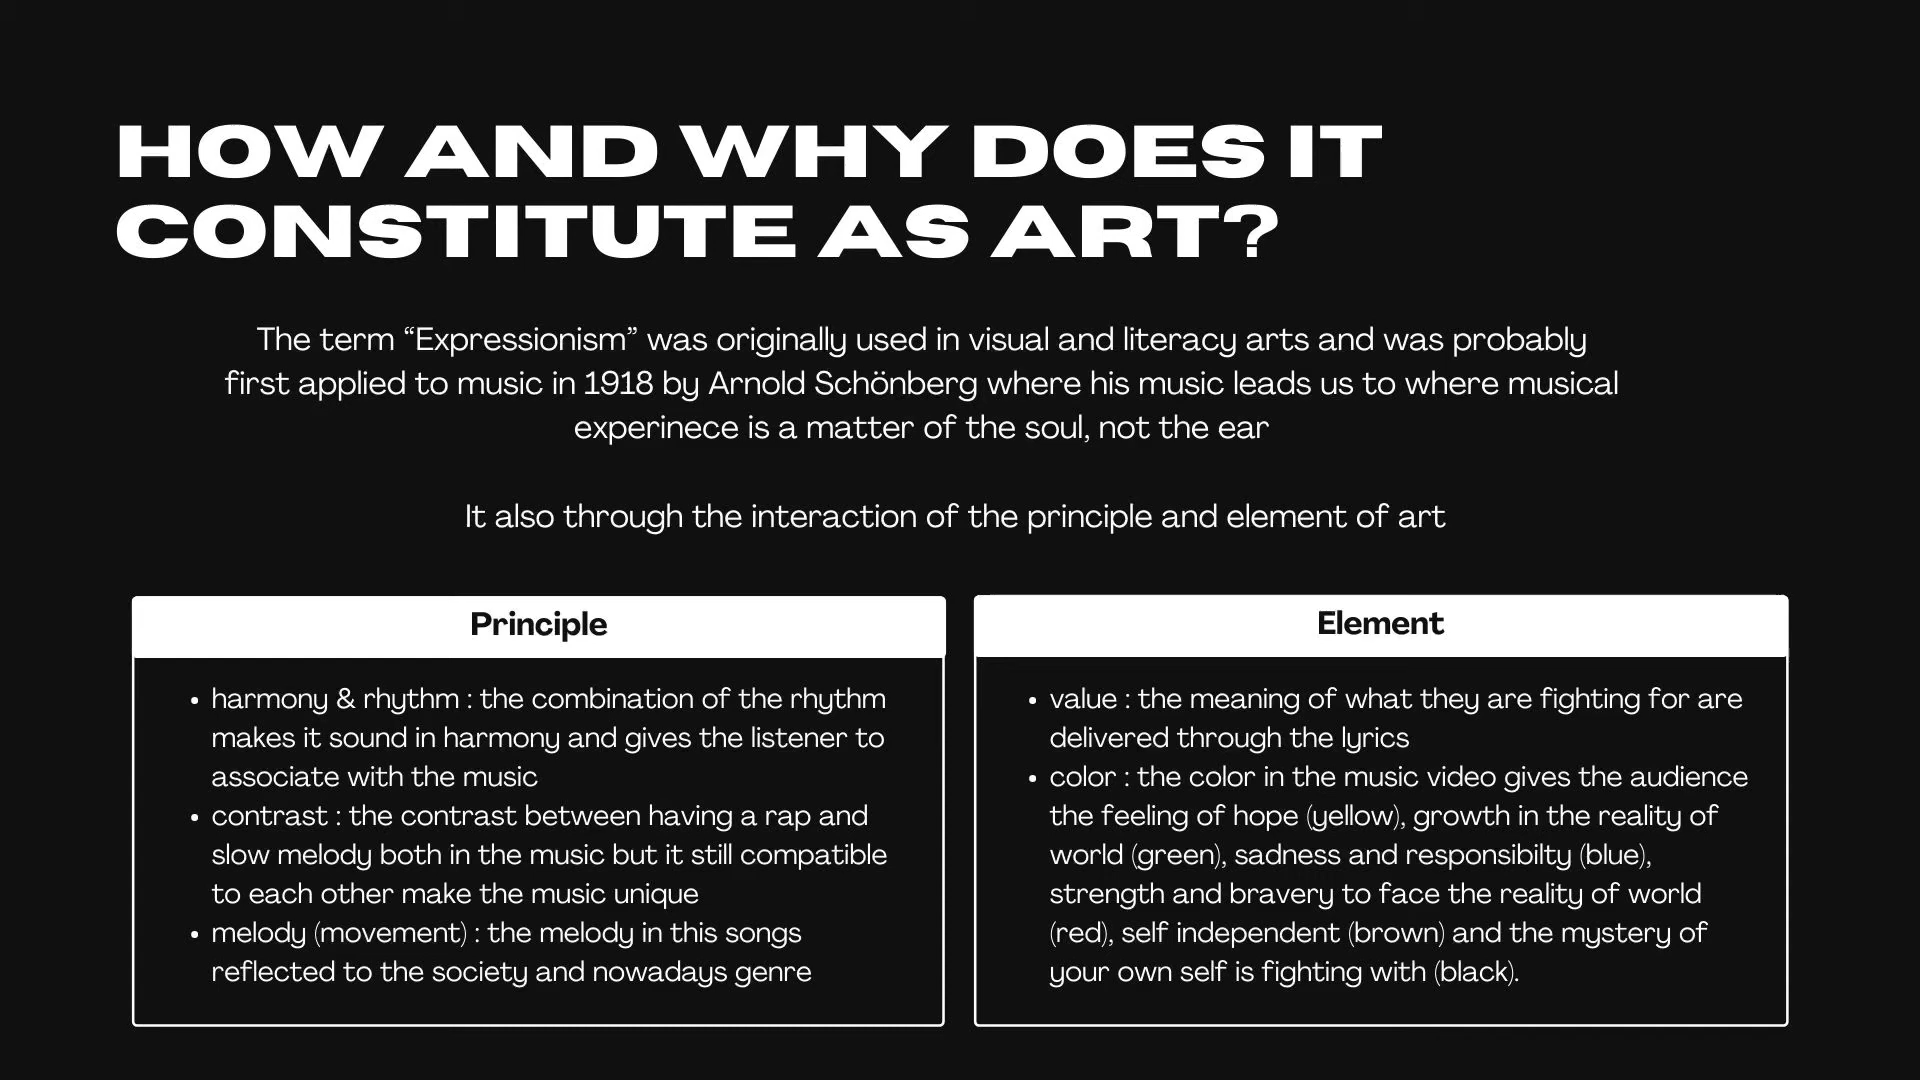 HOW AND WHY DOES IT
CONSTITUTE AS ART?
The term “Expressionism” was originally used in visual and literacy arts and was probably
first applied to music in 1918 by Arnold Schönberg where his music leads us to where musical
experinece is a matter of the soul, not the ear
It also through the interaction of the principle and element of art
Principle
• harmony & rhythm : the combination of the rhythm
makes it sound in harmony and gives the listener to
associate with the music
• contrast : the contrast between having a rap and
slow melody both in the music but it still compatible
to each other make the music unique
• melody (movement) : the melody in this songs
reflected to the society and nowadays genre
Element
• value : the meaning of what they are fighting for are
delivered through the lyrics
• color : the color in the music video gives the audience
the feeling of hope (yellow), growth in the reality of
world (green), sadness and responsibilty (blue),
strength and bravery to face the reality of world
(red), self independent (brown) and the mystery of
your own self is fighting with (black).